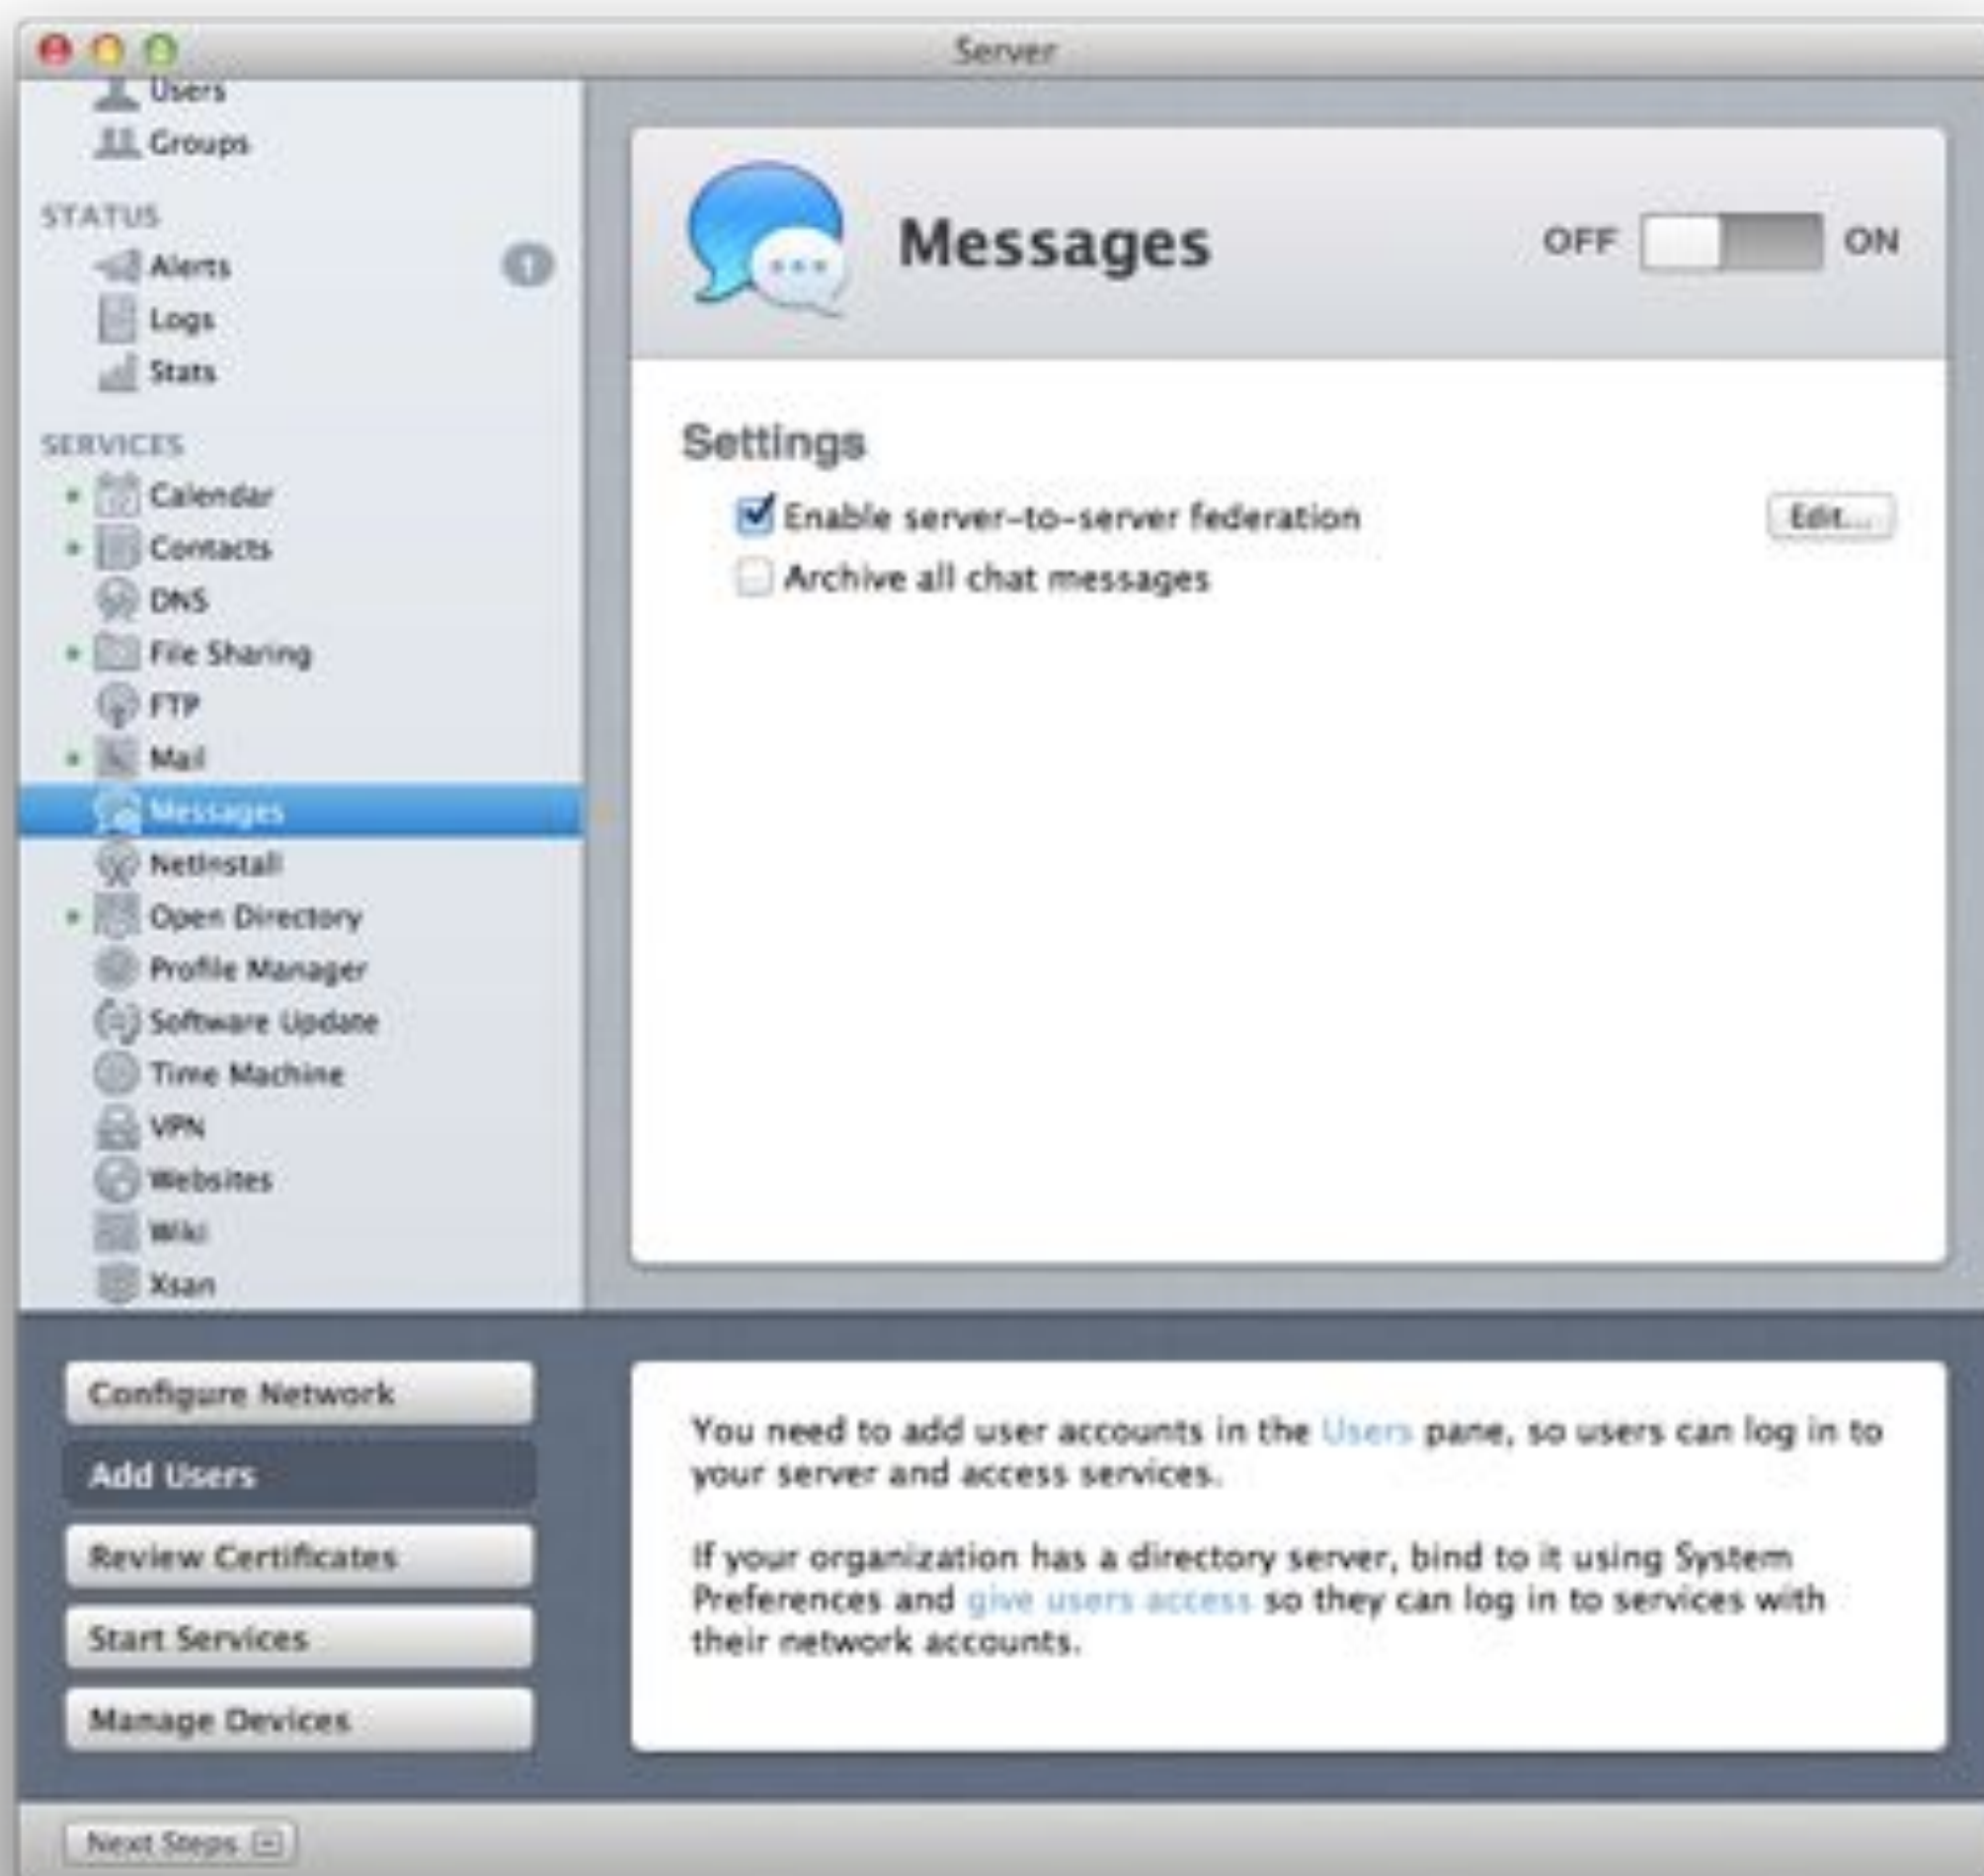 Server
Users
Groups
STATUS
Alerts
1
Logs
Stats
SERVICES
Calendar
Contacts
DNS
File Sharing
FTP
Mail
Messages
NetInstall
Open Directory
Profile Manager
Software Update
Time Machine
VPN
Websites
Wiki
Xsan
Messages
OFF
ON
Settings
Enable server-to-server federation
Edit...
Archive all chat messages
Configure Network
Add Users
Review Certificates
Start Services
Manage Devices
You need to add user accounts in the Users pane, so users can log in to
your server and access services.
If your organization has a directory server, bind to it using System
Preferences and give users access so they can log in to services with
their network accounts.
Next Steps